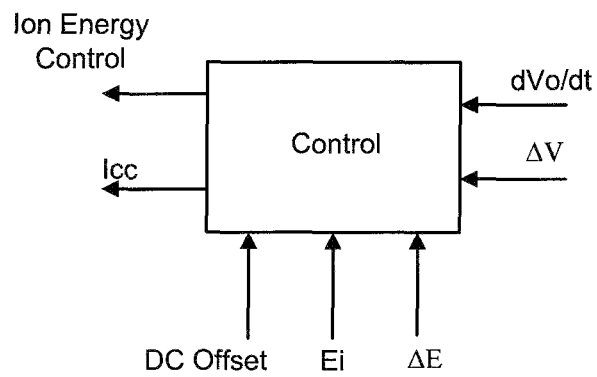 Ion Energy
Control
dVo/dt
Control
ΔV
Icc
DC Offset
Ei
ΔE